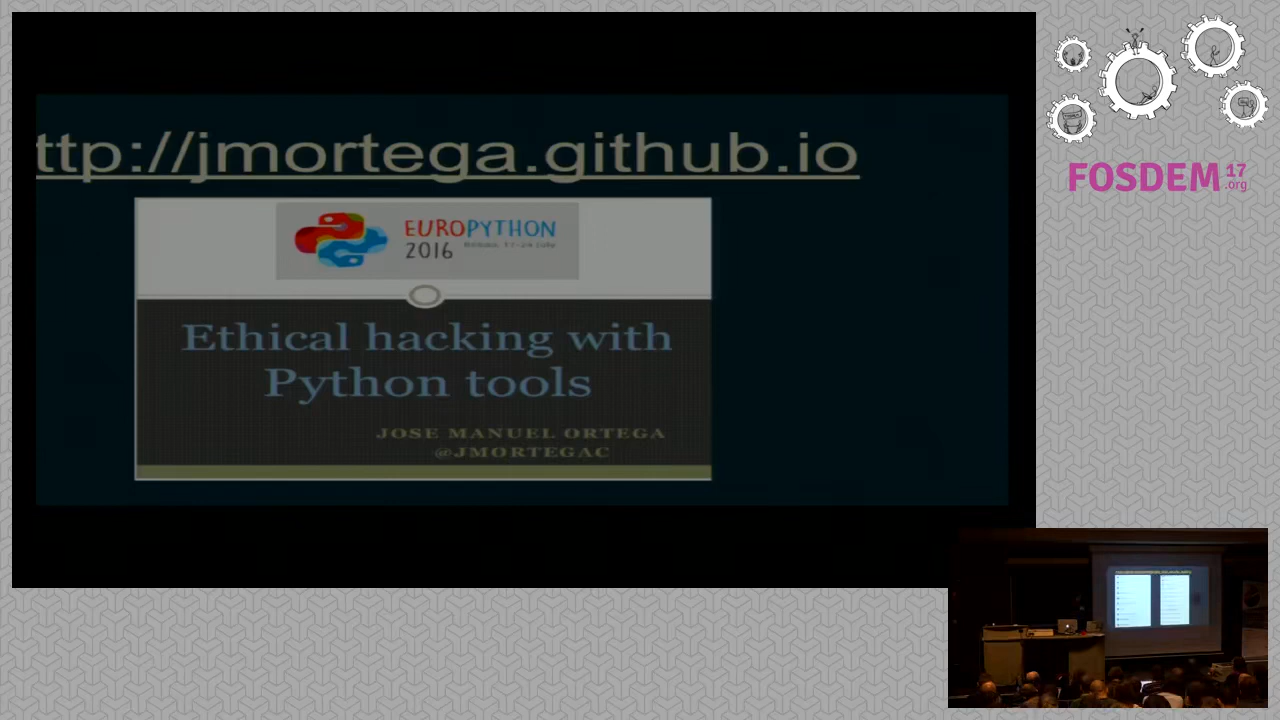 ttp://jmortega.github.io
EUROPYTHON
2016
Ethical hacking with
Python tools
JOSE MANUEL ORTEGA
@JMORTEGAC
FOSDEM 17
.org